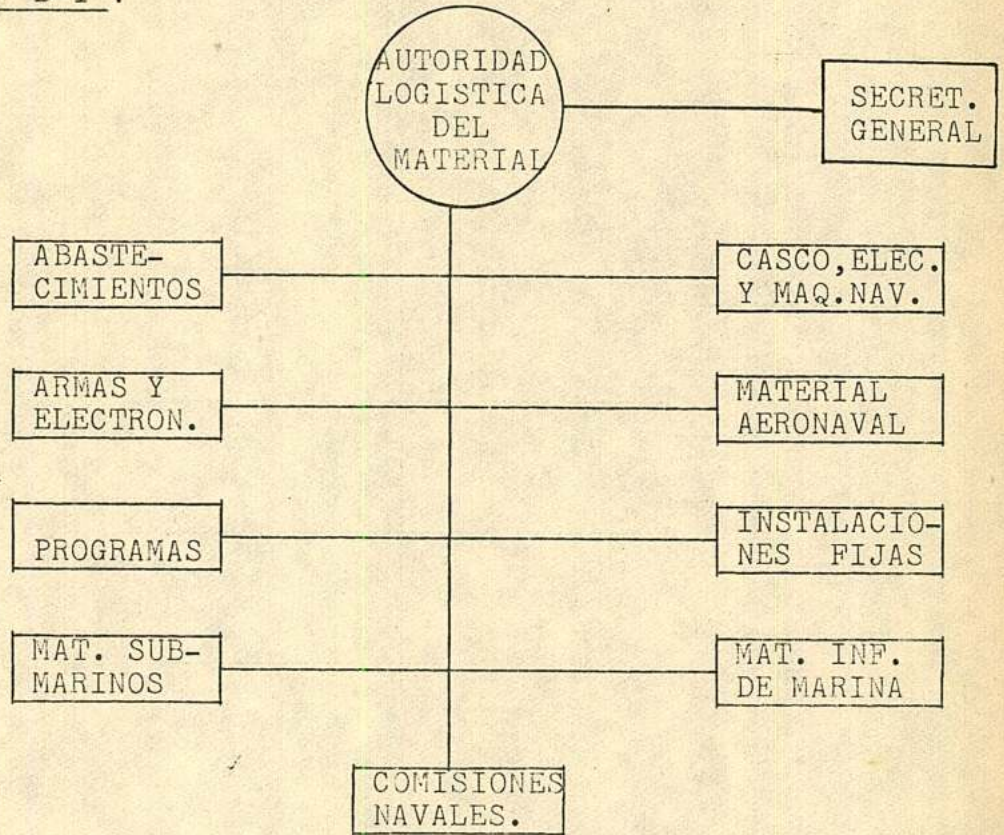 AUTORIDAD
LOGISTICA
DEL
MATERIAL
SECRET.
GENERAL
ABASTE-
CIMIENTOS
CASCO,ELEC.
Y MAQ.NAV.
ARMAS Y
ELECTRON.
MATERIAL
AERONAVAL
PROGRAMAS
INSTALACIO-
NES FIJAS
MAT. SUB-
MARINOS
MAT. INF.
DE MARINA
COMISIONES
NAVALES.